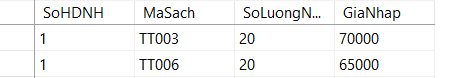 SoHDNH MaSach SoLuongN... GiaNhap
1 TT003 20 70000
1 TT006 20 65000